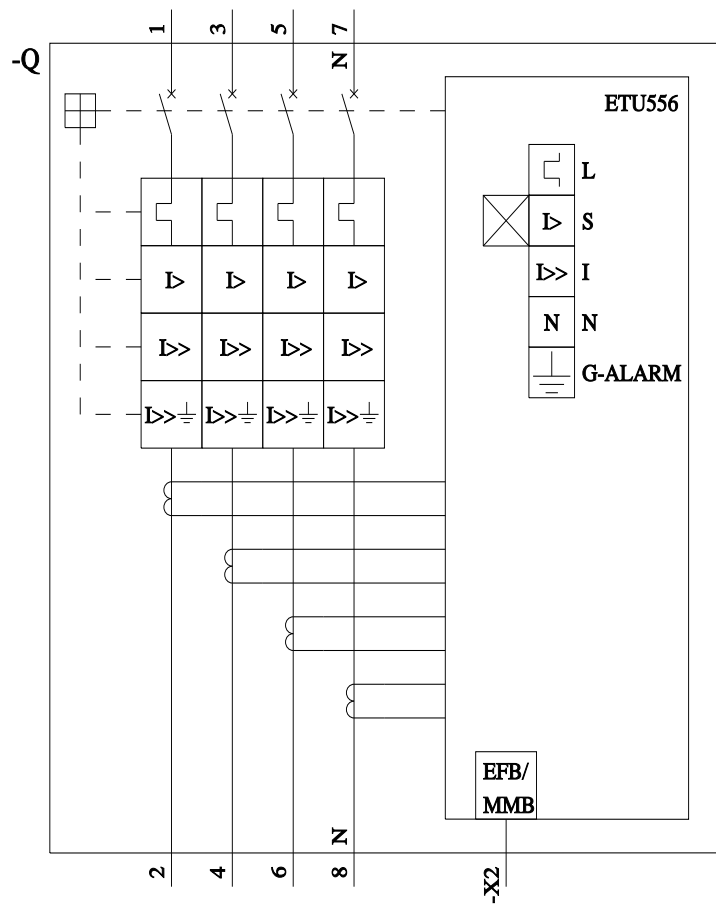 1 3 5 7
-Q N
ETU556
L
I> I> I> I> I> S
I>> I>> I>> I>> I>> I
N N
G-ALARM
I>> I>> I>> I>>
EFB/
MMB
N
2 4 6 8 -X2